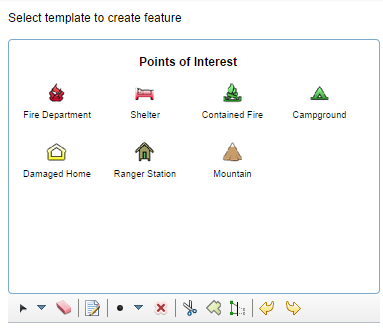 Select template to create feature
Points of Interest
Fire Department Shelter Contained Fire Campground
Damaged Home Ranger Station Mountain